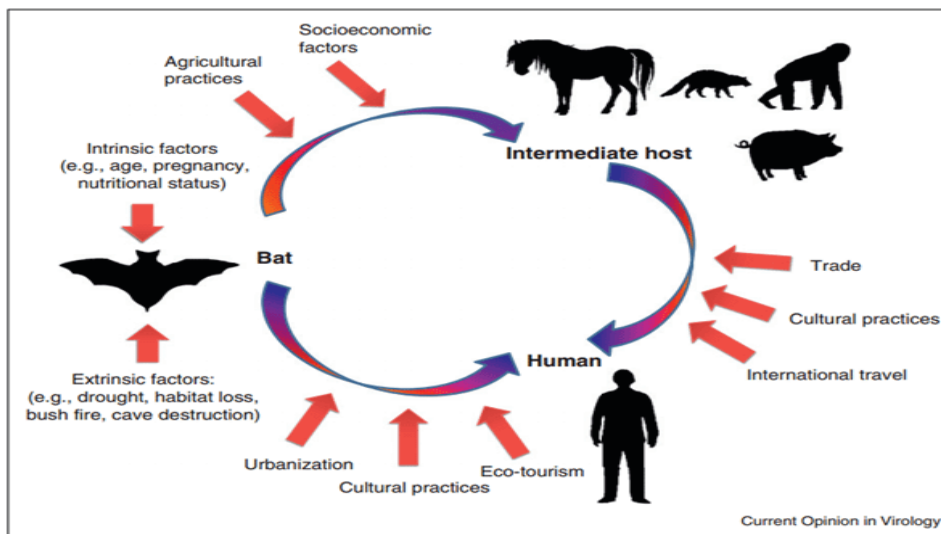 Socioeconomic
factors
Agricultural
practices
Intrinsic factors
(e.g., age, pregnancy,
nutritional status)
Intermediate host
Bat
Trade
Cultural practices
International travel
Human
Extrinsic factors:
(e.g., drought, habitat loss,
bush fire, cave destruction)
Urbanization
Cultural practices
Eco-tourism
Current Opinion in Virology